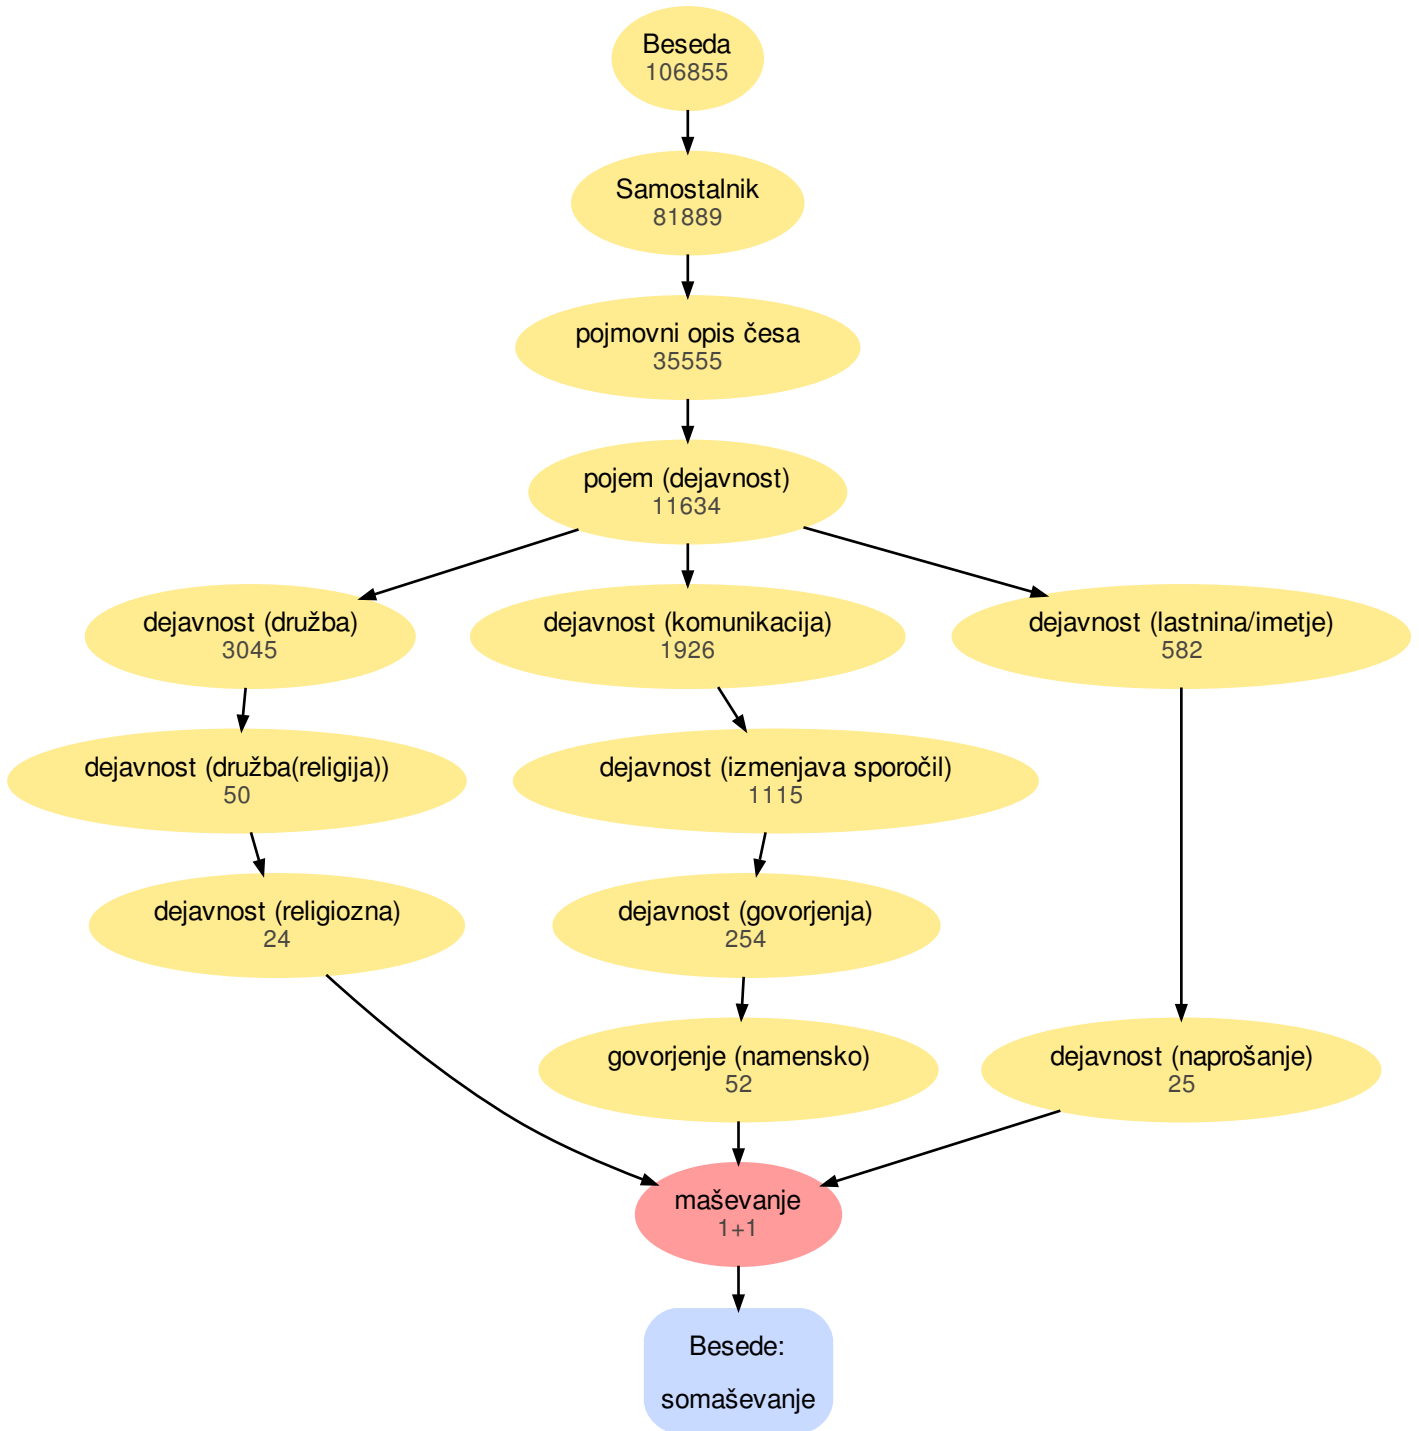 Beseda
106855
Samostalnik
81889
pojmovni opis česa
35555
pojem (dejavnost)
11634
dejavnost (družba)
3045
dejavnost (komunikacija)
1926
dejavnost (lastnina/imetje)
582
dejavnost (družba(religija))
50
dejavnost (izmenjava sporočil)
1115
dejavnost (religiozna)
24
dejavnost (govorjenja)
254
govorjenje (namensko)
52
dejavnost (naprošanje)
25
maševanje
1+1
Besede:
somaševanje